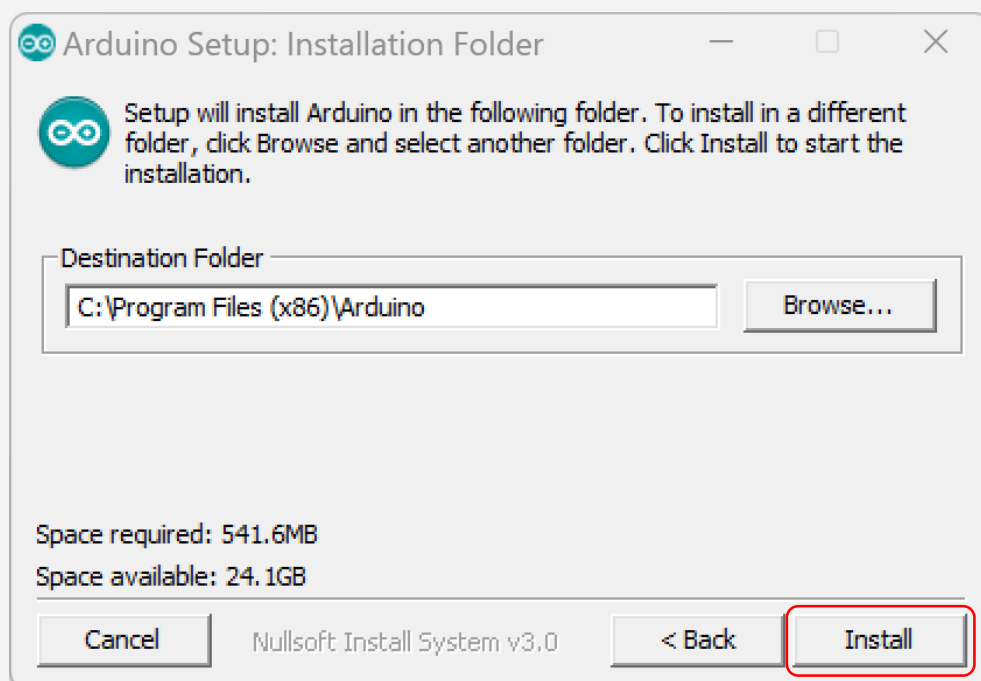 Arduino Setup: Installation Folder
Setup will install Arduino in the following folder. To install in a different
folder, click Browse and select another folder. Click Install to start the
installation.
Destination Folder
C:\Program Files (x86)\Arduino
Browse...
Space required: 541.6MB
Space available: 24.1GB
Cancel
Nullsoft Install System v3.0
< Back
Install